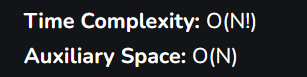 Time Complexity: O(N!)
Auxiliary Space: O(N)